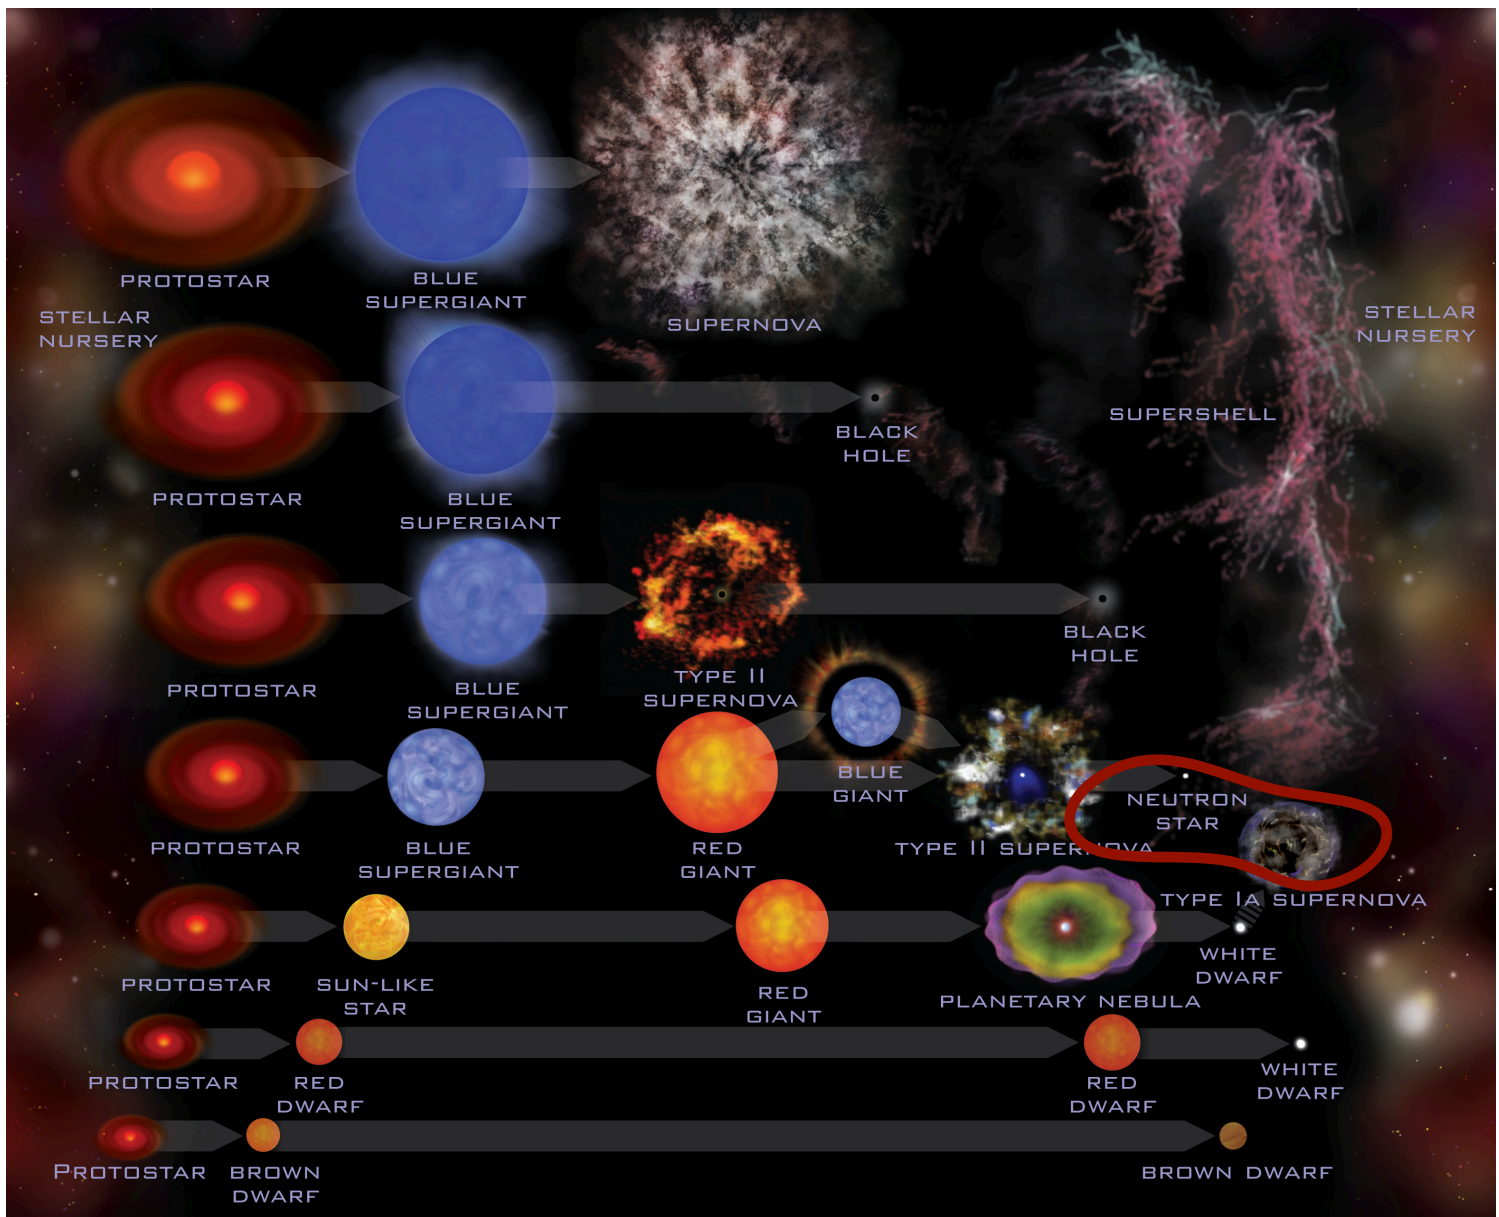 PROTOSTAR
BLUE
SUPERGIANT
SUPERNOVA
STELLAR
NURSERY
STELLAR
NURSERY
SUPERSHELL
PROTOSTAR
BLUE
SUPERGIANT
BLACK
HOLE
PROTOSTAR
BLUE
SUPERGIANT
TYPE II
SUPERNOVA
BLACK
HOLE
PROTOSTAR
BLUE
SUPERGIANT
RED
GIANT
BLUE
GIANT
TYPE II SUPERNOVA
NEUTRON
STAR
TYPE IA SUPERNOVA
PROTOSTAR
SUN-LIKE
STAR
RED
GIANT
PLANETARY NEBULA
WHITE
DWARF
PROTOSTAR
RED
DWARF
RED
DWARF
WHITE
DWARF
PROTOSTAR
BROWN
DWARF
BROWN DWARF